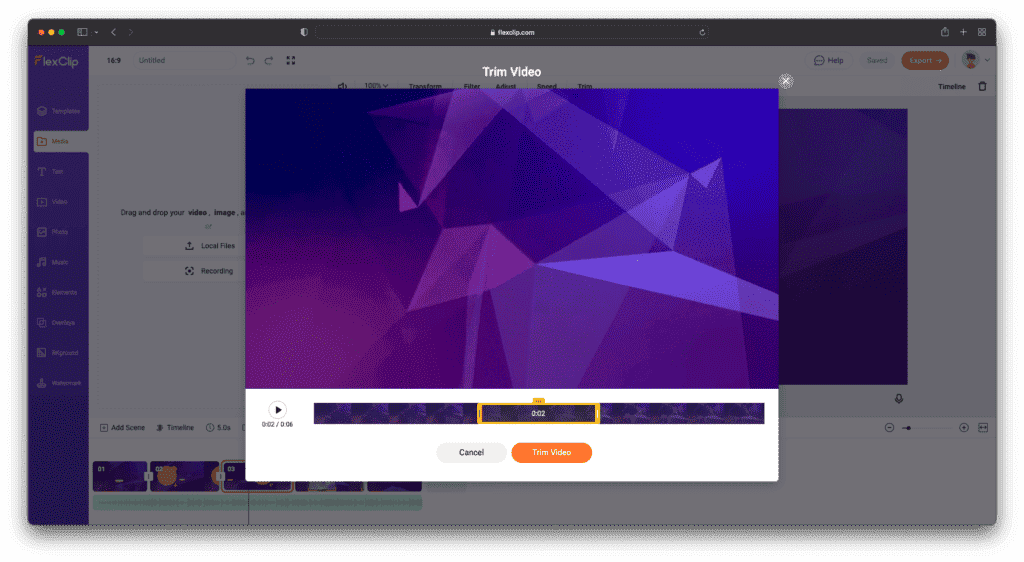 flexclip.com
FlexClip
16:9
Untitled
Help
Saved
Export →
Trim Video
100%
Transform
Filter
Adjust
Speed
Trim
Timeline
Templates
Media
Text
Video
Photo
Music
Elements
Overlays
BKground
Watermark
Drag and drop your video, image, a
or
Local Files
Recording
0:02
0:02 / 0:06
Cancel
Trim Video
Add Scene
Timeline
5.0s
01
02
03